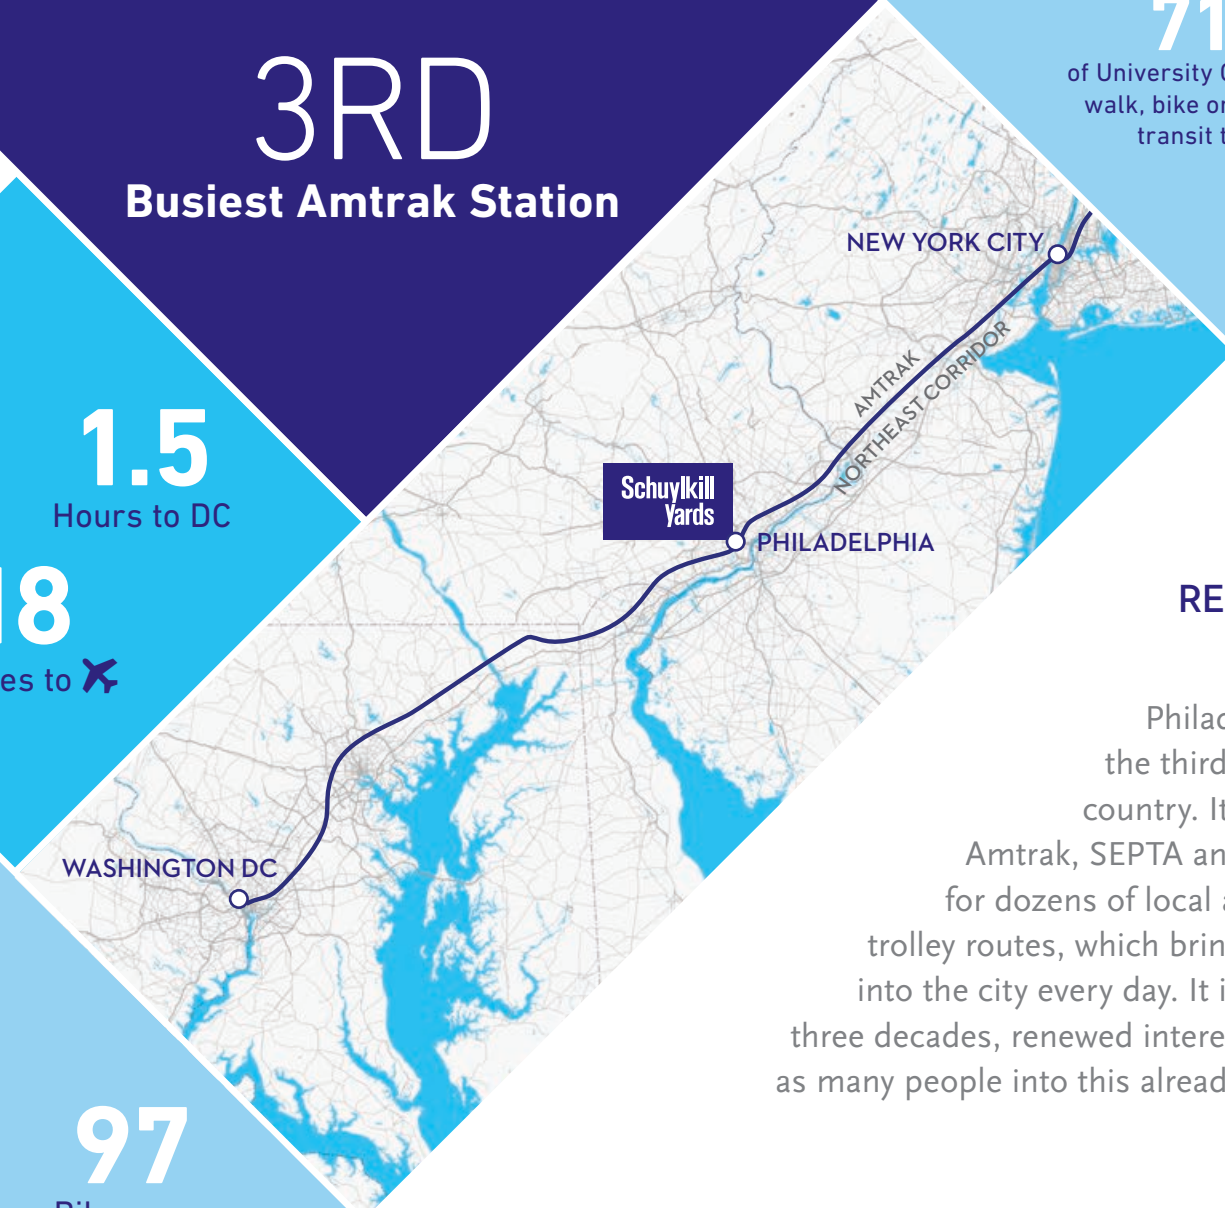 3RD
Busiest Amtrak Station
71
of University
walk, bike or
transit
NEW YORK CITY
AMTRAK
NORTHEAST CORRIDOR
1.5
Hours to DC
Schuylkill
Yards
PHILADELPHIA
18
es to
RE
Philad
the third
country. It
Amtrak, SEPTA an
for dozens of local a
trolley routes, which brin
into the city every day. It i
three decades, renewed intere
as many people into this alread
WASHINGTON DC
97